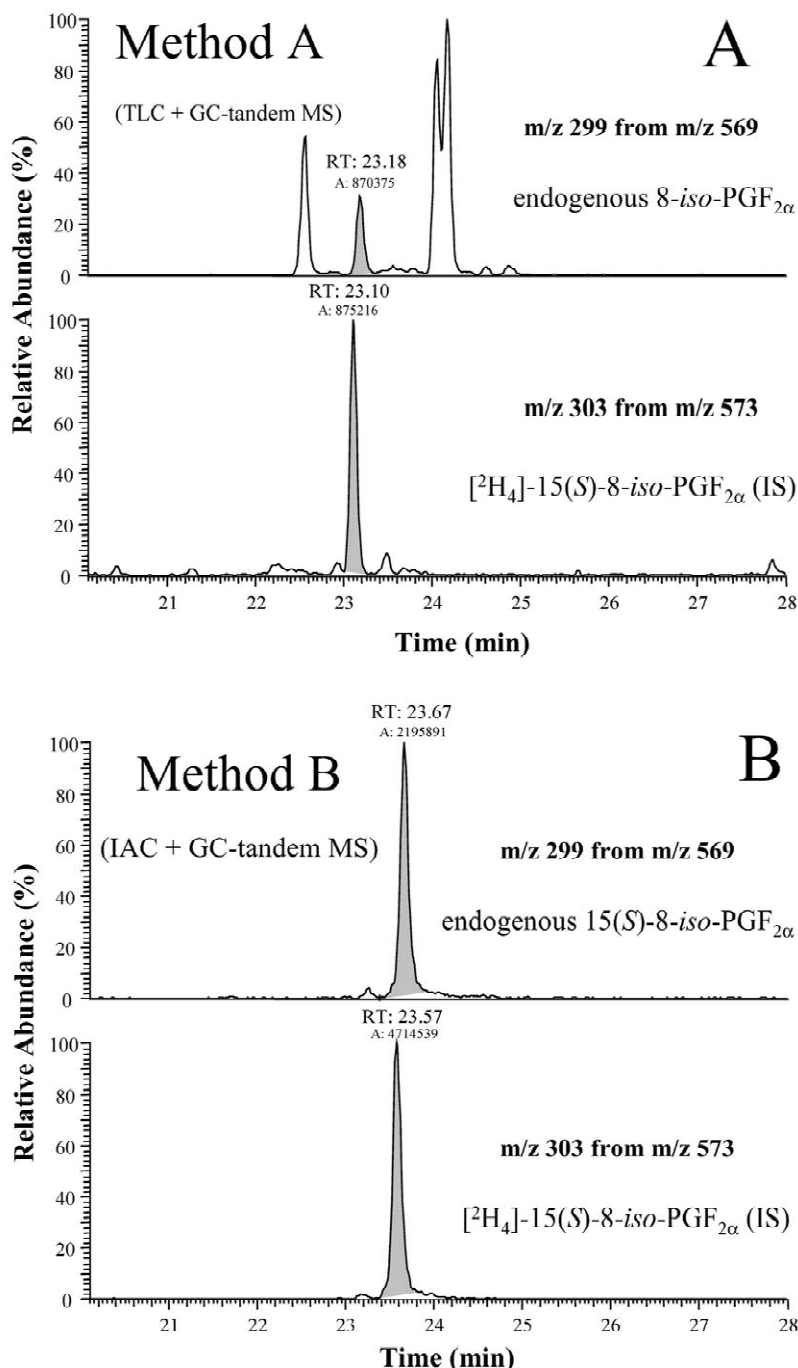 Method A
A
(TLC + GC-tandem MS)
m/z 299 from m/z 569
RT: 23.18
A: 870375
endogenous 8-iso-PGF2α
100
80
60
40
20
0
RT: 23.10
A: 875216
m/z 303 from m/z 573
[²H₄]-15(S)-8-iso-PGF2α (IS)
100
80
60
40
20
0
Relative Abundance (%)
21 22 23 24 25 26 27 28
Time (min)
RT: 23.67
A: 2195891
Method B
B
(IAC + GC-tandem MS)
m/z 299 from m/z 569
endogenous 15(S)-8-iso-PGF2α
100
80
60
40
20
0
RT: 23.57
A: 4714539
m/z 303 from m/z 573
[²H₄]-15(S)-8-iso-PGF2α (IS)
100
80
60
40
20
0
Relative Abundance (%)
21 22 23 24 25 26 27 28
Time (min)